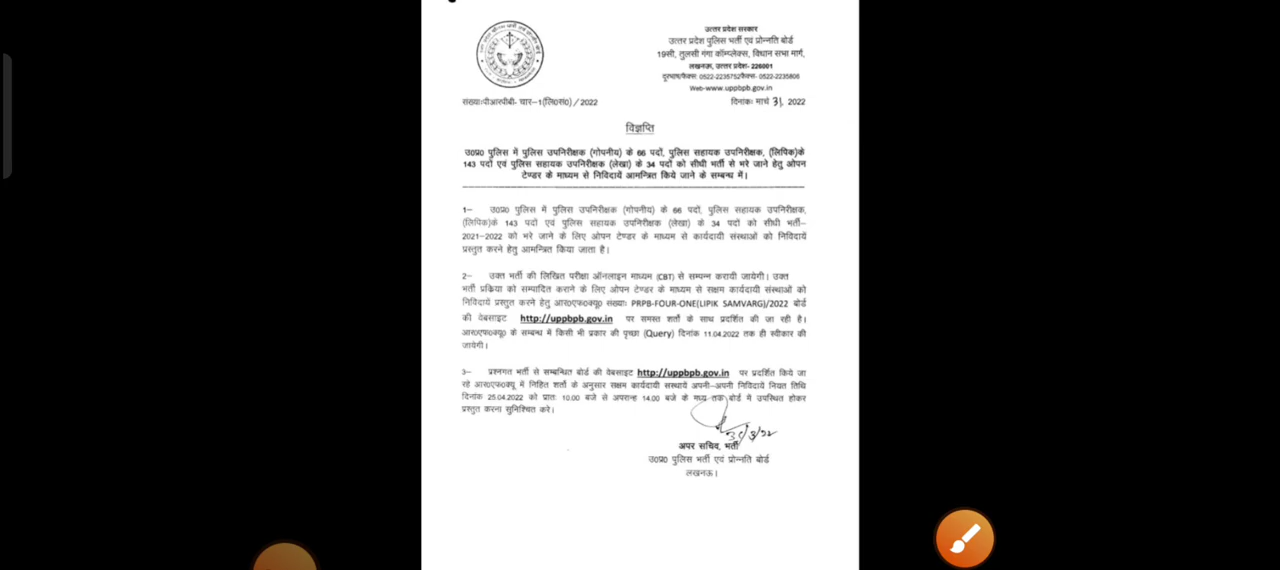 उत्तर प्रदेश सरकार
उत्तर प्रदेश पुलिस भर्ती एवं प्रोन्नति बोर्ड
19सी, तुलसी गंगा कॉम्प्लेक्स, विधान सभा मार्ग,
लखनऊ, उत्तर प्रदेश- 226001
दूरभाष/फैक्स: 0522-2235752फैक्स- 0522-2235806
Web-www.uppbpb.gov.in
संख्याःपीआरपीबी- चार-1(लि0सं0)/2022
दिनांकः मार्च 31, 2022
विज्ञप्ति
उ0प्र0 पुलिस में पुलिस उपनिरीक्षक (गोपनीय) के 66 पदों, पुलिस सहायक उपनिरीक्षक, (लिपिक)के
143 पदों एवं पुलिस सहायक उपनिरीक्षक (लेखा) के 34 पदों को सीधी भर्ती से भरे जाने हेतु ओपन
टेण्डर के माध्यम से निविदायें आमन्त्रित किये जाने के सम्बन्ध में।
1- उ0प्र0 पुलिस में पुलिस उपनिरीक्षक (गोपनीय) के 66 पदों, पुलिस सहायक उपनिरीक्षक,
(लिपिक)के 143 पदों एवं पुलिस सहायक उपनिरीक्षक (लेखा) के 34 पदों को सीधी भर्ती-
2021-2022 को भरे जाने के लिए ओपन टेण्डर के माध्यम से कार्यदायी संस्थाओं को निविदायें
प्रस्तुत करने हेतु आमन्त्रित किया जाता है।
2- उक्त भर्ती की लिखित परीक्षा ऑनलाइन माध्यम (CBT) से सम्पन्न करायी जायेगी। उक्त
भर्ती प्रक्रिया को सम्पादित कराने के लिए ओपन टेण्डर के माध्यम से सक्षम कार्यदायी संस्थाओं को
निविदायें प्रस्तुत करने हेतु आर0एफ0क्यू0 संख्याः PRPB-FOUR-ONE(LIPIK SAMVARG)/2022 बोर्ड
की वेबसाइट http://uppbpb.gov.in पर समस्त शर्तो के साथ प्रदर्शित की जा रही है।
आर0एफ0क्यू0 के सम्बन्ध में किसी भी प्रकार की पृच्छा (Query) दिनांक 11.04.2022 तक ही स्वीकार की
जायेगी।
3- प्रश्नगत भर्ती से सम्बन्धित बोर्ड की वेबसाइट http://uppbpb.gov.in पर प्रदर्शित किये जा
रहे आर0एफ0क्यू में निहित शर्तो के अनुसार सक्षम कार्यदायी संस्थायें अपनी-अपनी निविदायें नियत तिथि
दिनांक 25.04.2022 को प्रातः 10.00 बजे से अपरान्ह 14.00 बजे के मध्य तक बोर्ड में उपस्थित होकर
प्रस्तुत करना सुनिश्चित करे।
अपर सचिव, भर्ती
उ0प्र0 पुलिस भर्ती एवं प्रोन्नति बोर्ड
लखनऊ।